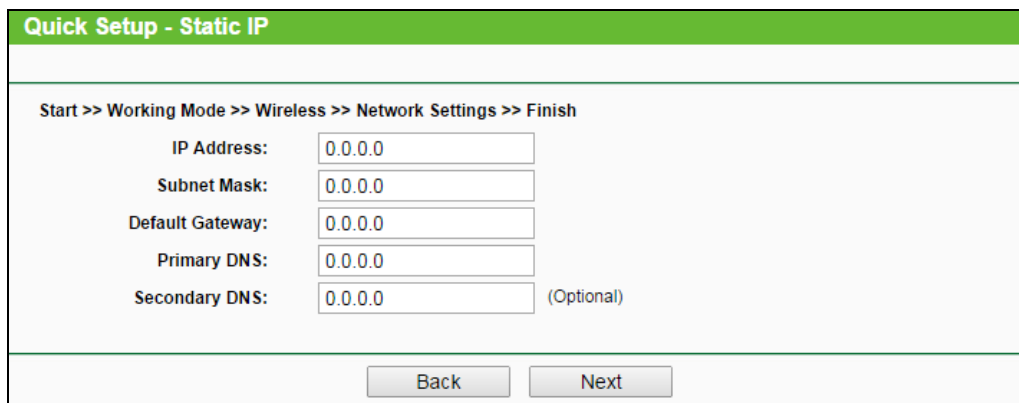 Quick Setup - Static IP
Start >> Working Mode >> Wireless >> Network Settings >> Finish
IP Address: 0.0.0.0
Subnet Mask: 0.0.0.0
Default Gateway: 0.0.0.0
Primary DNS: 0.0.0.0
Secondary DNS: 0.0.0.0 (Optional)
Back Next